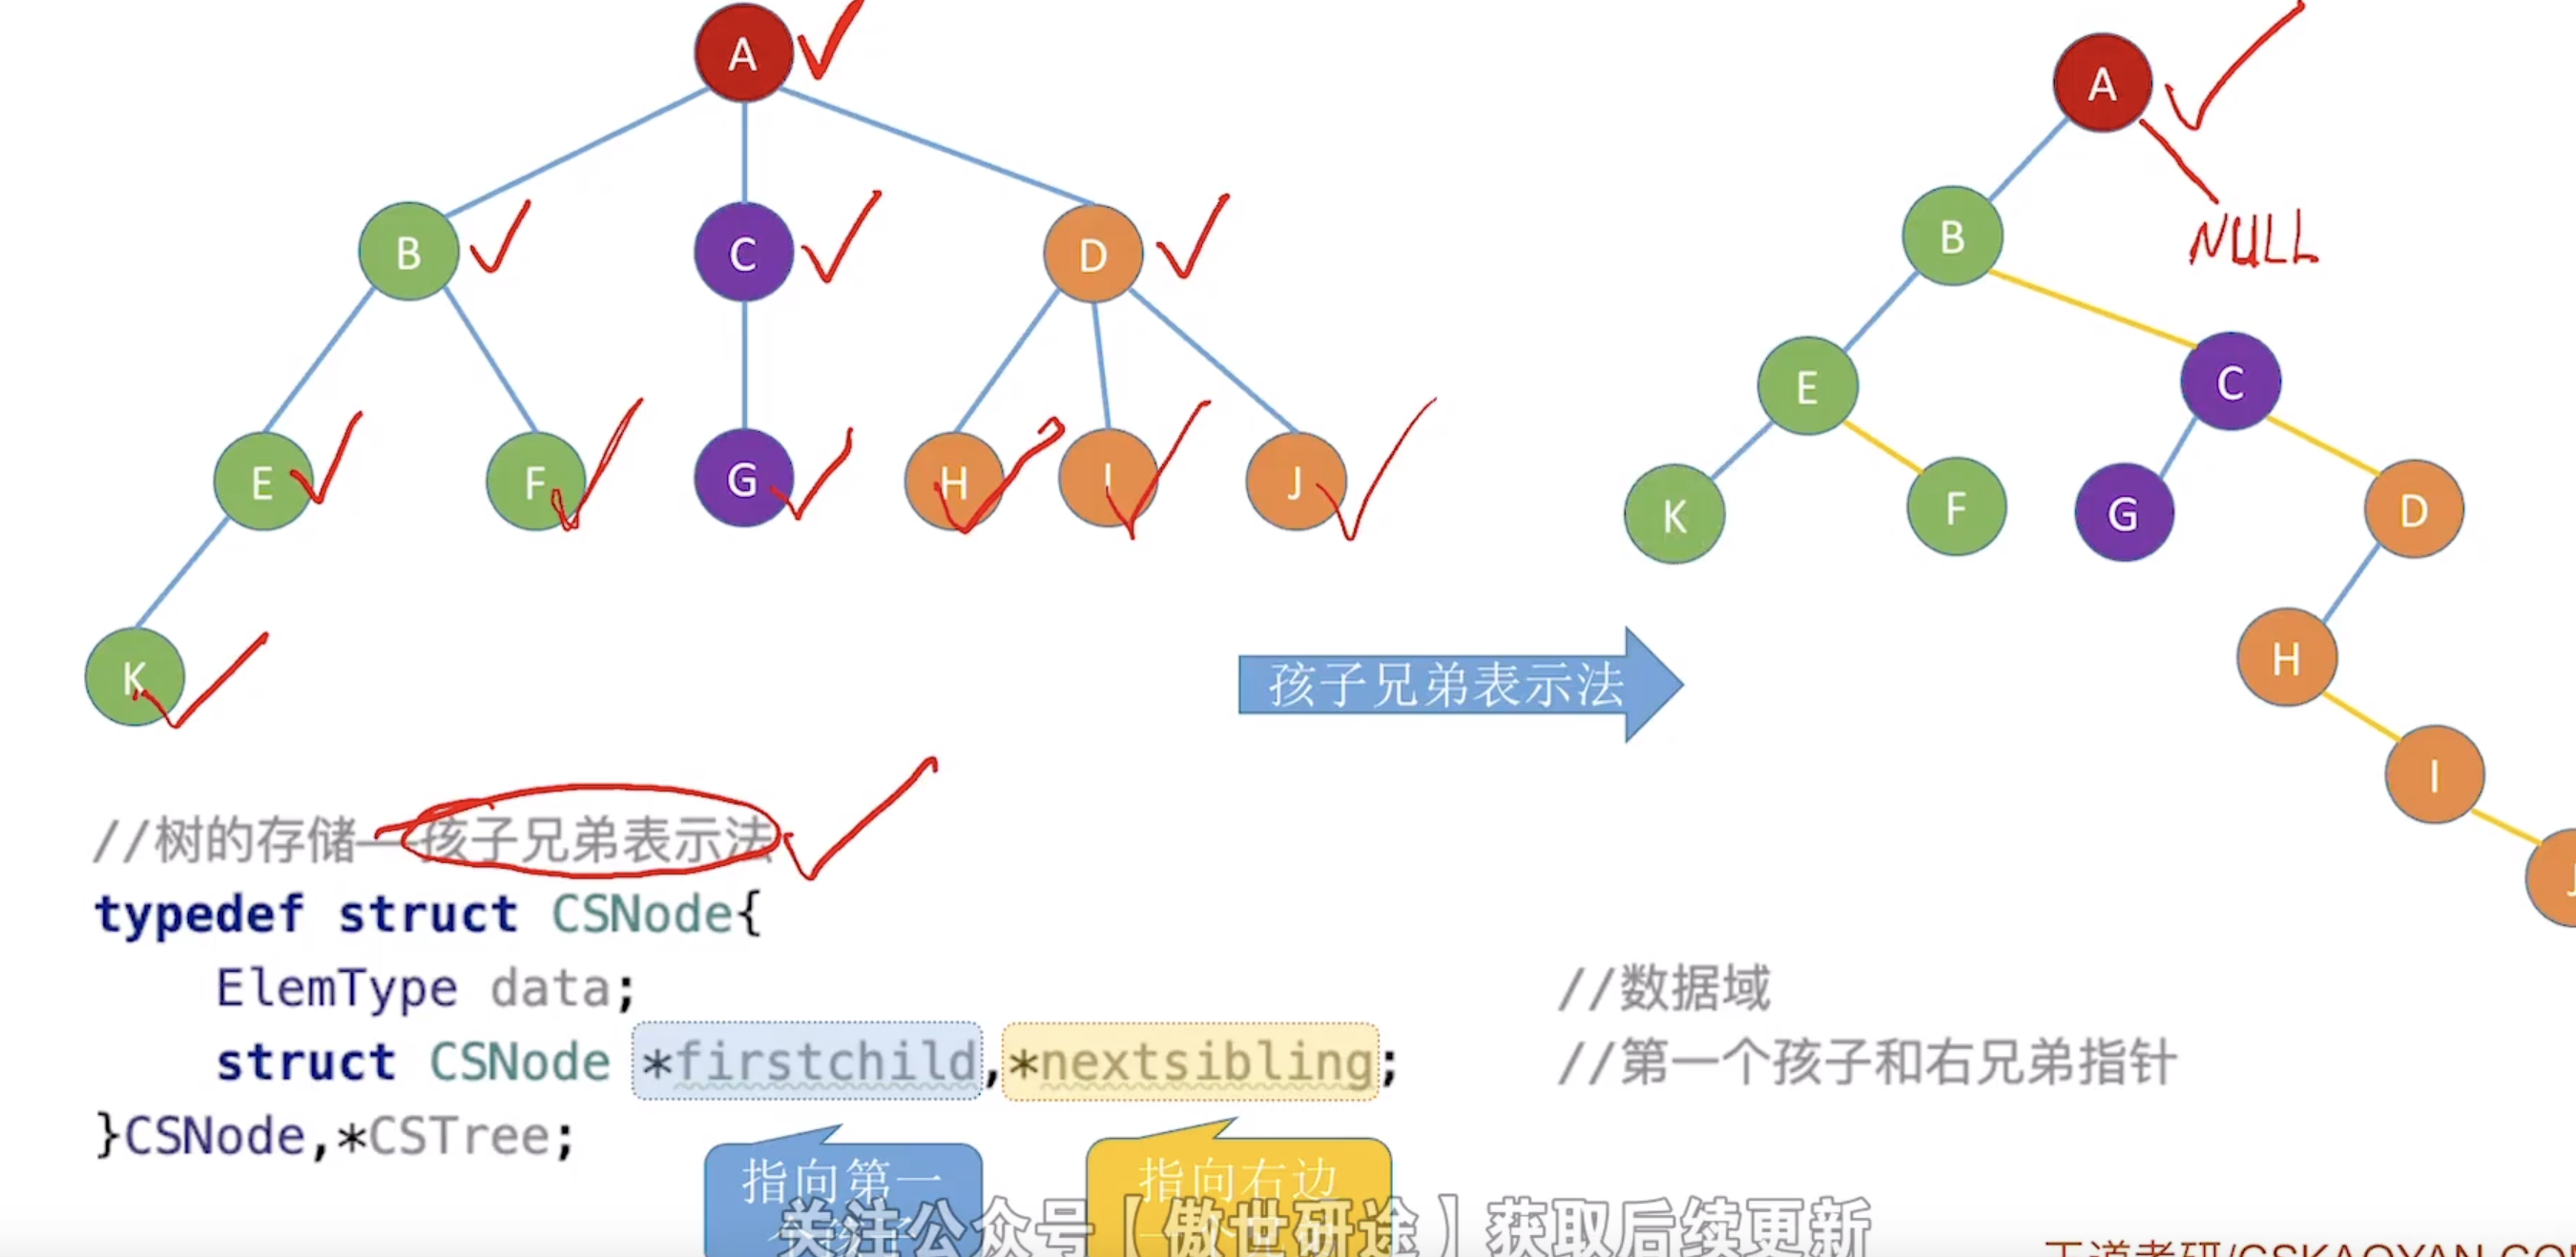 A
A
NULL
B
C
D
B
E
C
E
F
G
H
I
J
K
F
G
D
K
孩子兄弟表示法
H
I
//树的存储——孩子兄弟表示法
typedef struct CSNode{
J
ElemType data;
//数据域
struct CSNode *firstchild,*nextsibling;
//第一个孩子和右兄弟指针
}CSNode,*CSTree;
指向第一
指向右边
关注公众号【傲世研途】获取后续更新
王道考研/CSKAOYAN.CO